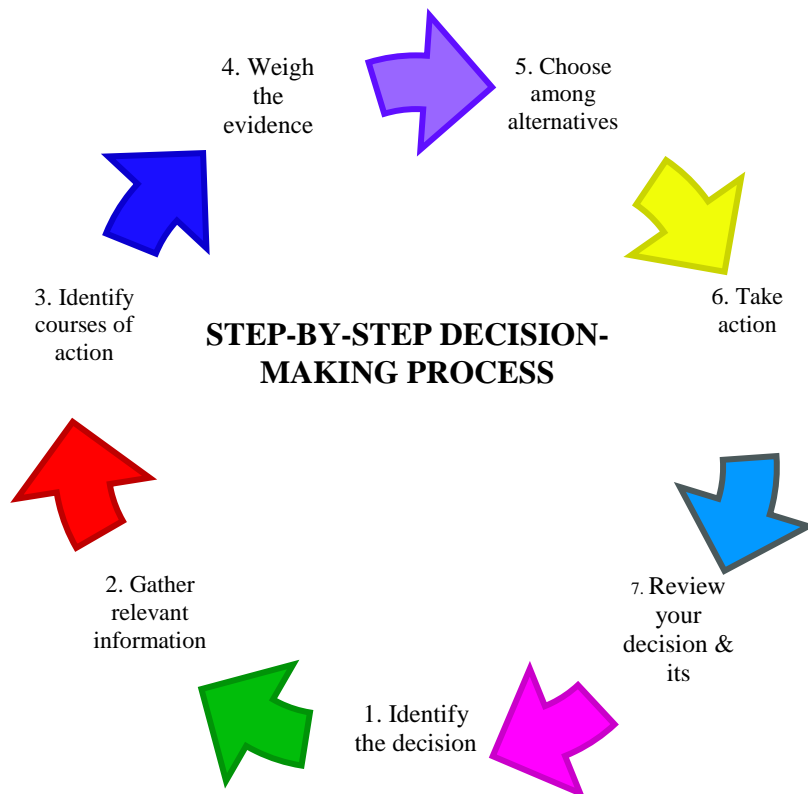 STEP-BY-STEP DECISION-
MAKING PROCESS
1. Identify
the decision
2. Gather
relevant
information
3. Identify
courses of
action
4. Weigh
the
evidence
5. Choose
among
alternatives
6. Take
action
7. Review
your
decision &
its